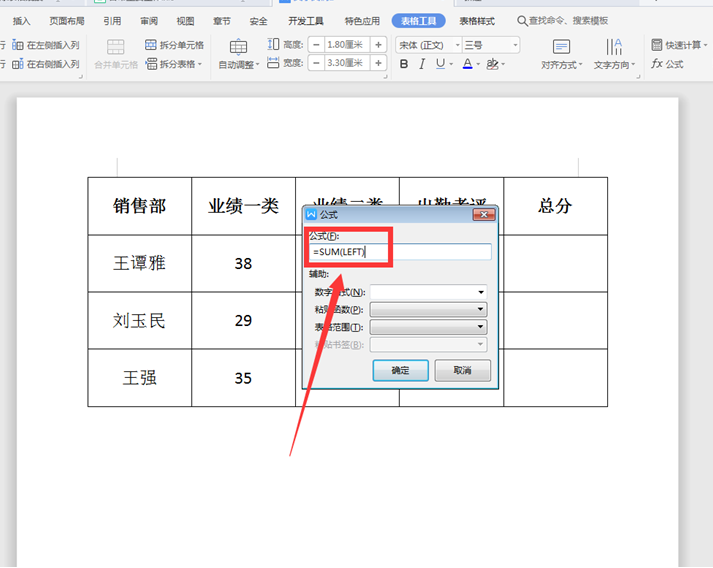 插入 页面布局 引用 审阅 视图 章节 安全 开发工具 特色应用 表格工具 表格样式 查找命令、搜索模板
行 在左侧插入列 拆分单元格 高度: 1.80厘米 宋体 (正文) 三号 快速计算
行 在右侧插入列 合并单元格 拆分表格 自动调整 宽度: 3.30厘米 B I U A ab 对齐方式 文字方向 fx 公式
销售部 业绩一类 业绩二类 出勤考评 总分
公式
公式(F):
=SUM(LEFT)
辅助:
数字格式(N):
粘贴函数(P):
表格范围(T):
粘贴书签(B):
确定 取消
王谭雅 38
刘玉民 29
王强 35